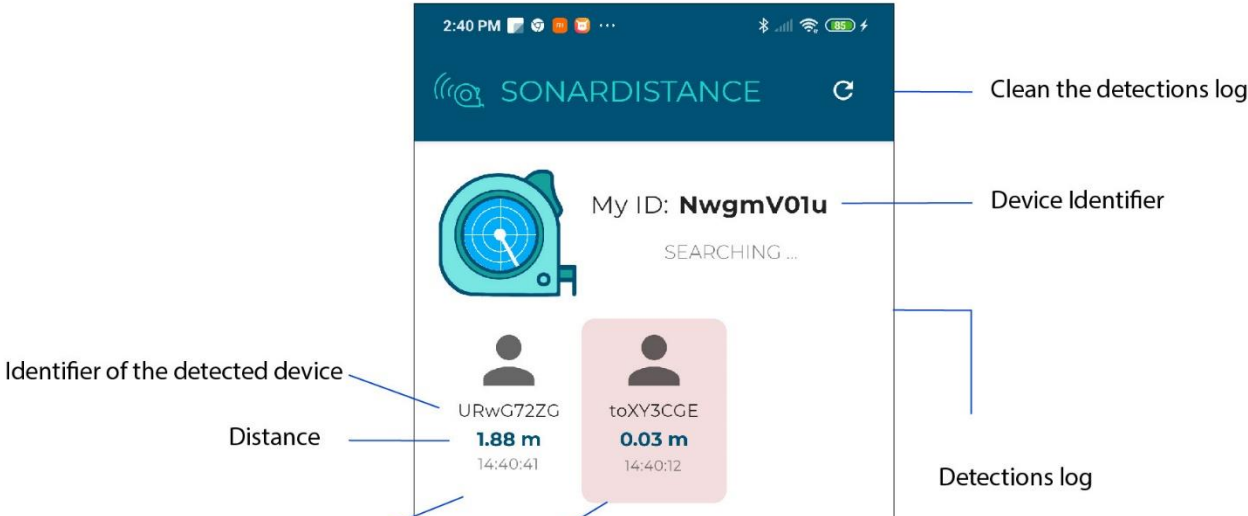 2:40 PM
85
SONARDISTANCE
Clean the detections log
My ID: NwgmV01u
Device Identifier
SEARCHING ...
Identifier of the detected device
URwG72ZG
toXY3CGE
Distance
1.88 m
0.03 m
14:40:41
14:40:12
Detections log